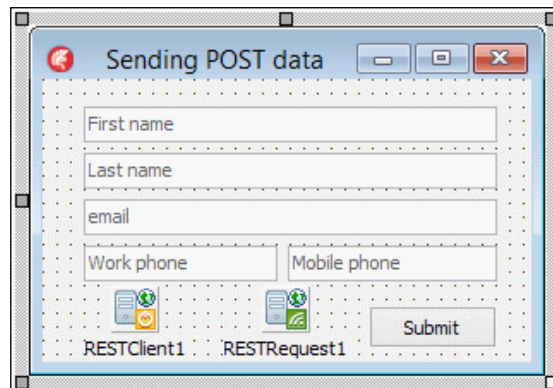 Sending POST data
First name
Last name
email
Work phone Mobile phone
Submit
RESTClient1 RESTRequest1